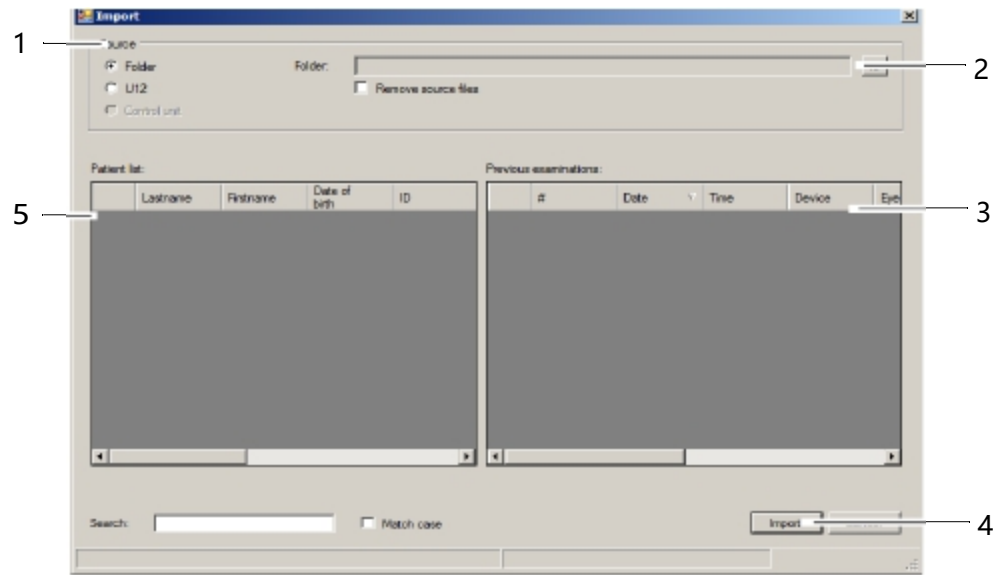 Import
1
Source
Folder
Folder:
2
U12
Remove source files
Control unit
Patient list:
Previous examinations:
Lastname Firstname Date of birth ID
# Date Time Device Eye
5
3
Search:
Match case
Import
4